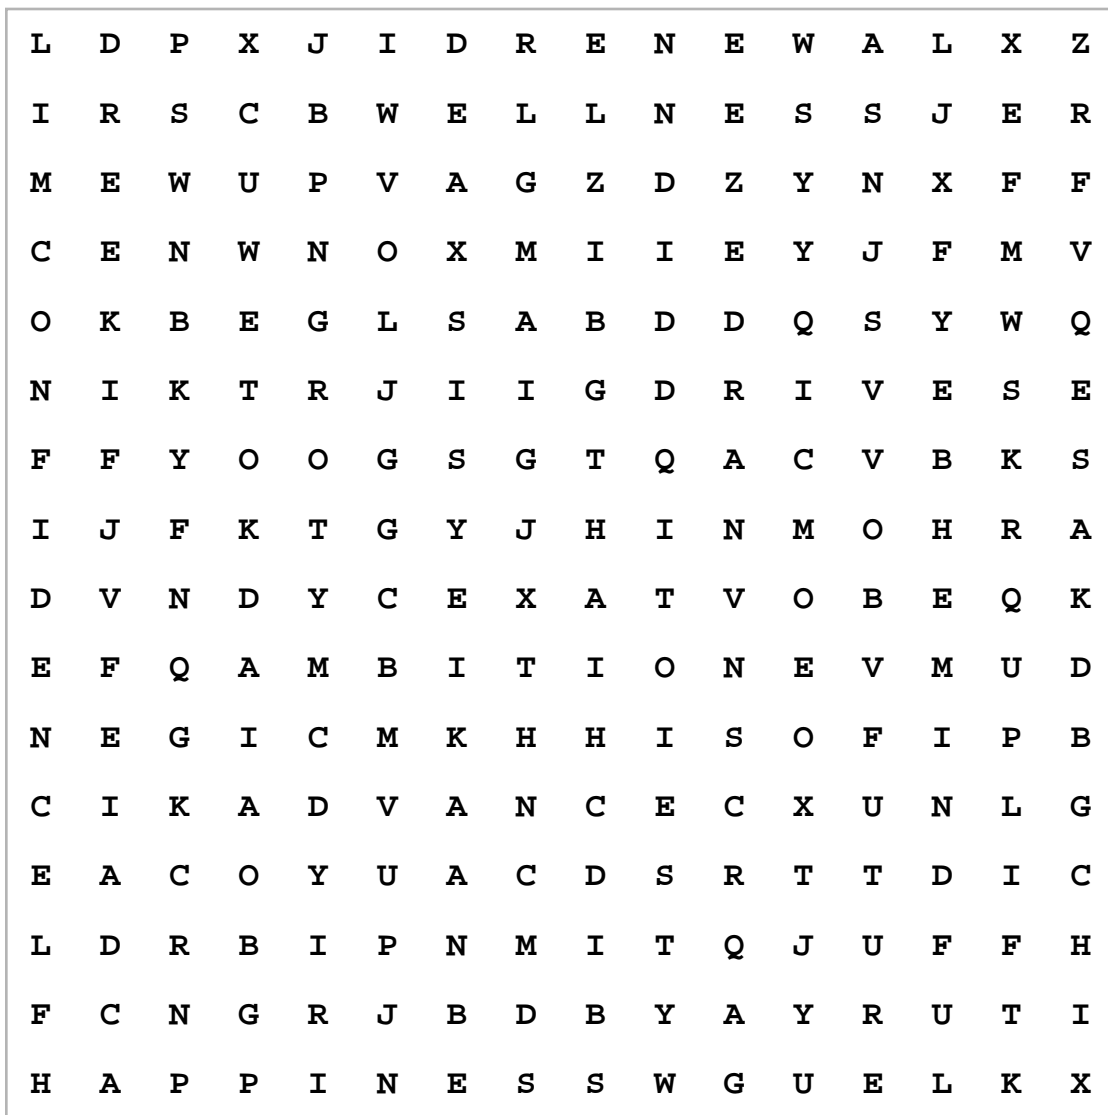 L D P X J I D R E N E W A L X Z
I R S C B W E L L N E S S J E R
M E W U P V A G Z D Z Y N X F F
C E N W N O X M I I E Y J F M V
O K B E G L S A B D D Q S Y W Q
N I K T R J I I G D R I V E S E
F F Y O O G S G T Q A C V B K S
I J F K T G Y J H I N M O H R A
D V N D Y C E X A T V O B E Q K
E F Q A M B I T I O N E V M U D
N E G I C M K H H I S O F I P B
C I K A D V A N C E C X U N L G
E A C O Y U A C D S R T T D I C
L D R B I P N M I T Q J U F F H
F C N G R J B D B Y A Y R U T I
H A P P I N E S S W G U E L K X